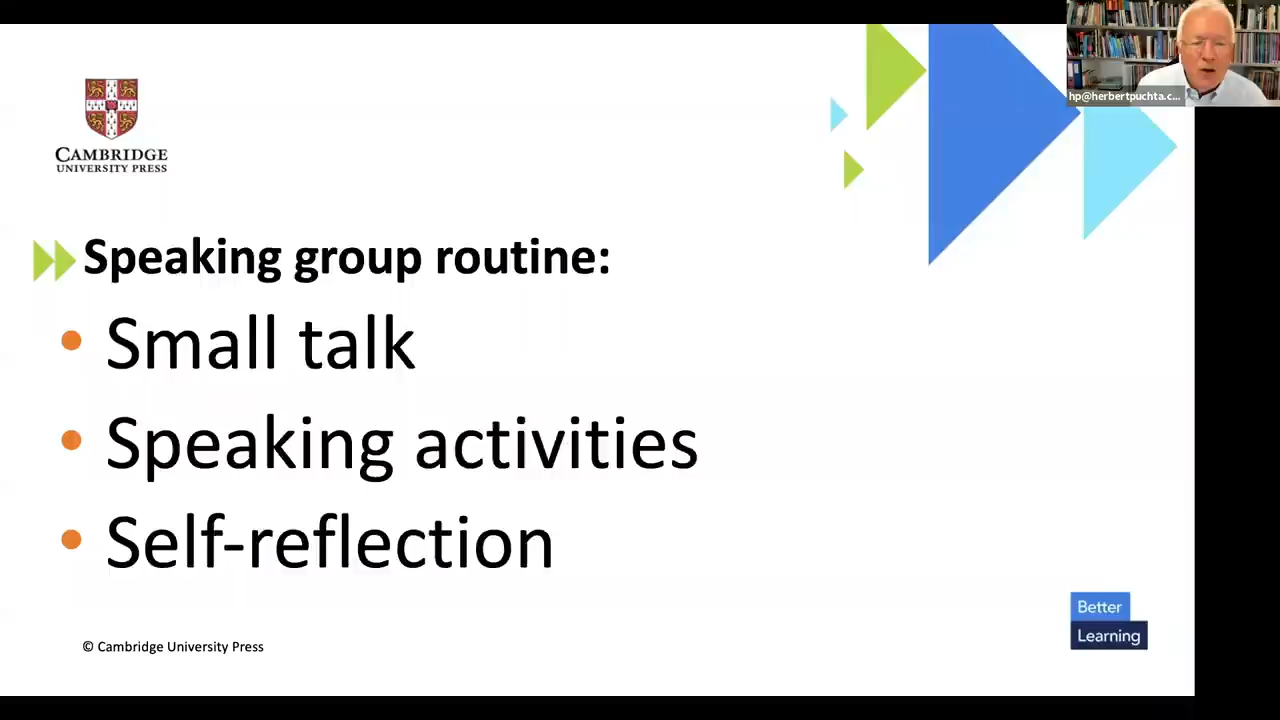 hp@herbertpuchta.c...
CAMBRIDGE
UNIVERSITY PRESS
Speaking group routine:
• Small talk
• Speaking activities
• Self-reflection
© Cambridge University Press
Better
Learning